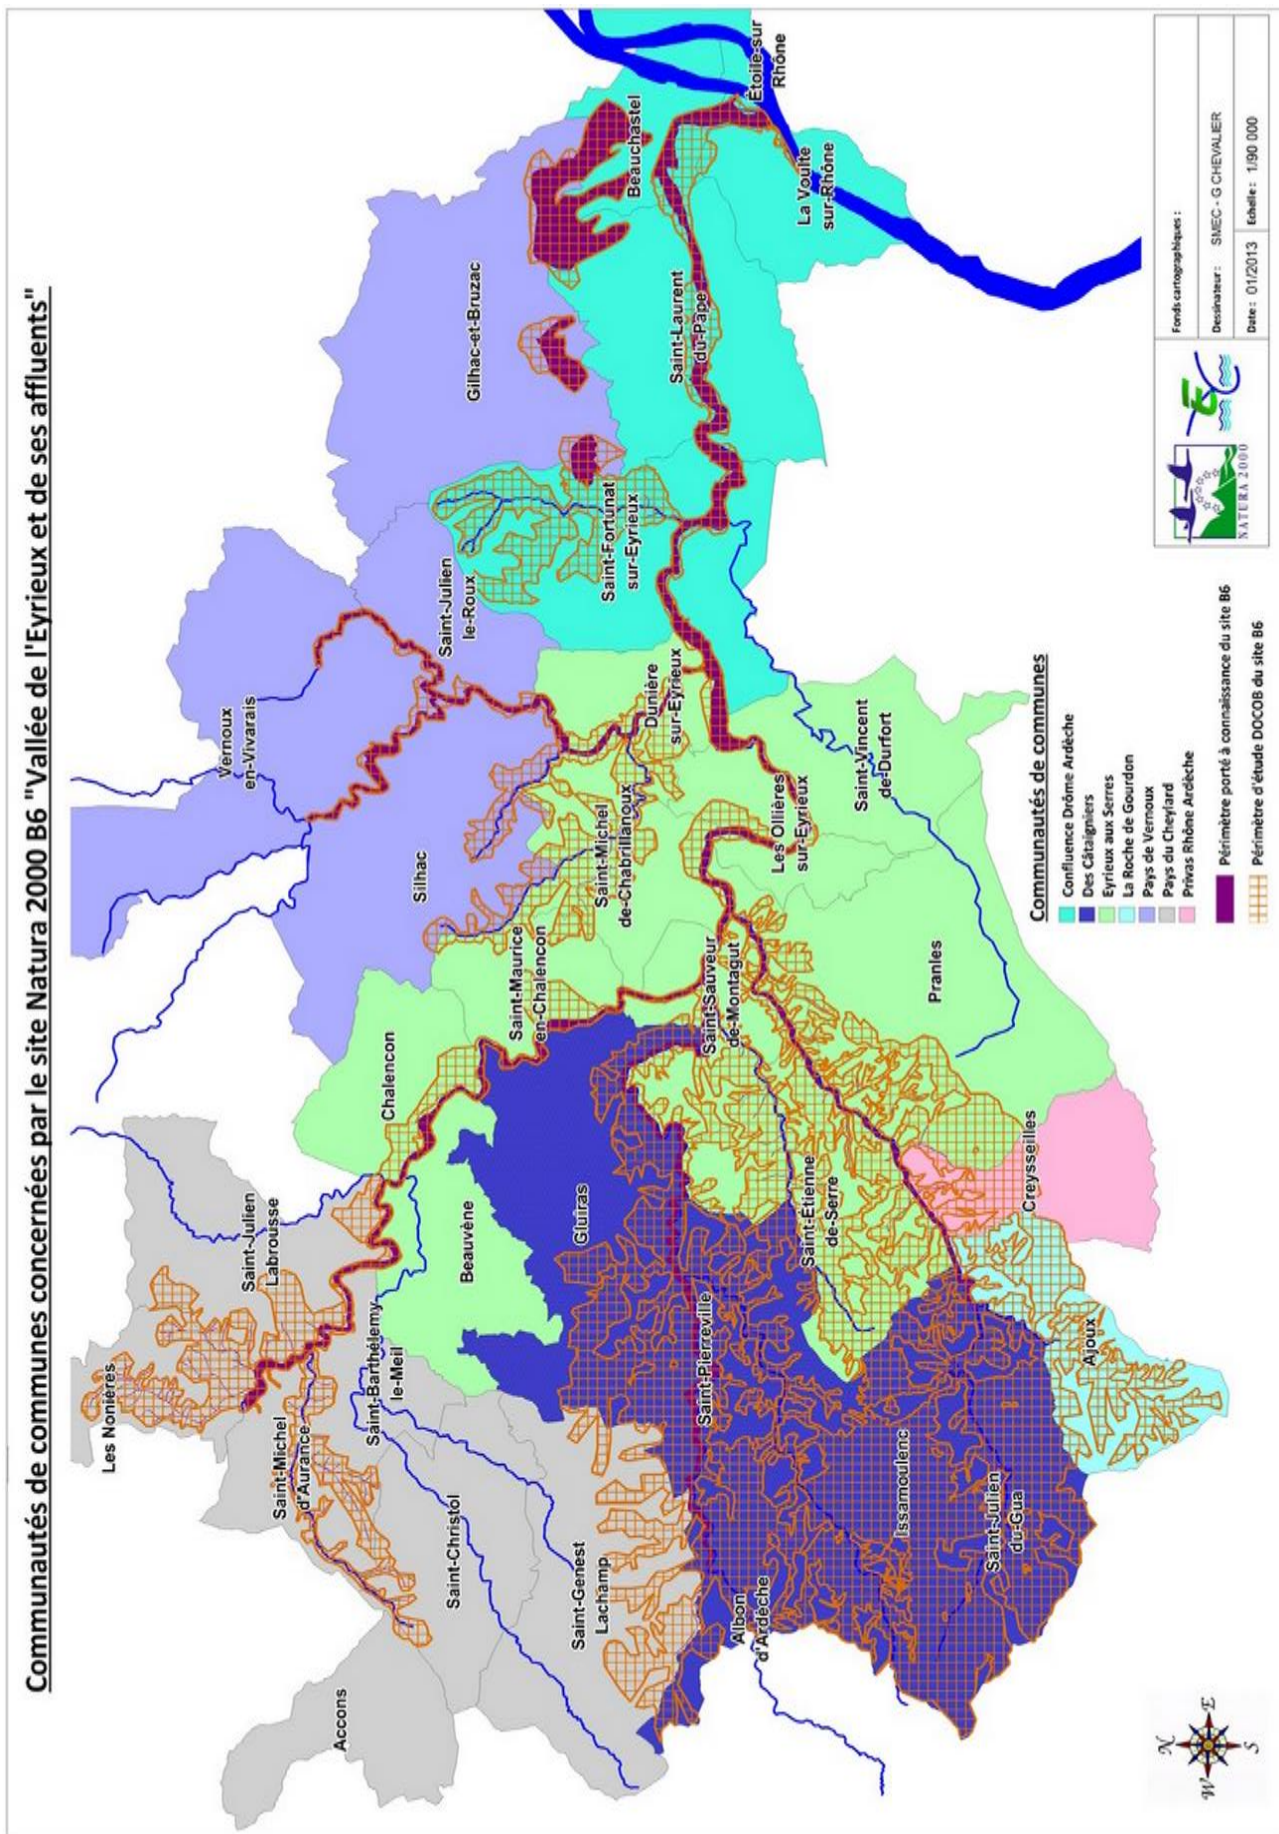 Communautés de communes concernées par le site Natura 2000 B6 "Vallée de l'Eyrieux et de ses affluents"
Les Nonières
Saint-Julien
Labrousse
Vernoux
en-Vivarais
Saint-Michel
d'Aurance
Accons
Saint-Barthélemy
le-Meil
Chalencon
Silhac
Saint-Julien
le-Roux
Gilhac-et-Bruzac
Saint-Christol
Beauvène
Saint-Maurice
en-Chalencon
Saint-Genest
Lachamp
Gluiras
Saint-Michel
de-Chabrillanoux
Saint-Fortunat
sur-Eyrieux
Beauchastel
Dunière
sur-Eyrieux
Saint-Laurent
du-Pape
Saint-Pierreville
Saint-Sauveur
de-Montagut
Albon
d'Ardèche
Étoile-sur
Rhône
Les Ollières
sur-Eyrieux
La Voulte
sur-Rhône
Saint-Etienne
de-Serre
Saint-Vincent
de-Durfort
Issamoulenc
Pranles
Saint-Julien
du-Gua
Creysseilles
Ajoux
Communautés de communes
Confluence Drôme Ardèche
Des Câtaigniers
Eyrieux aux Serres
La Roche de Gourdon
Pays de Vernoux
Pays du Cheylard
Privas Rhône Ardèche
Périmètre porté à connaissance du site B6
Périmètre d'étude DOCOB du site B6
NATURA 2000
EC
Fonds cartographiques :
Dessinateur : SMEC - G CHEVALIER
Date : 01/2013 Echelle : 1/90 000
N
W E
S